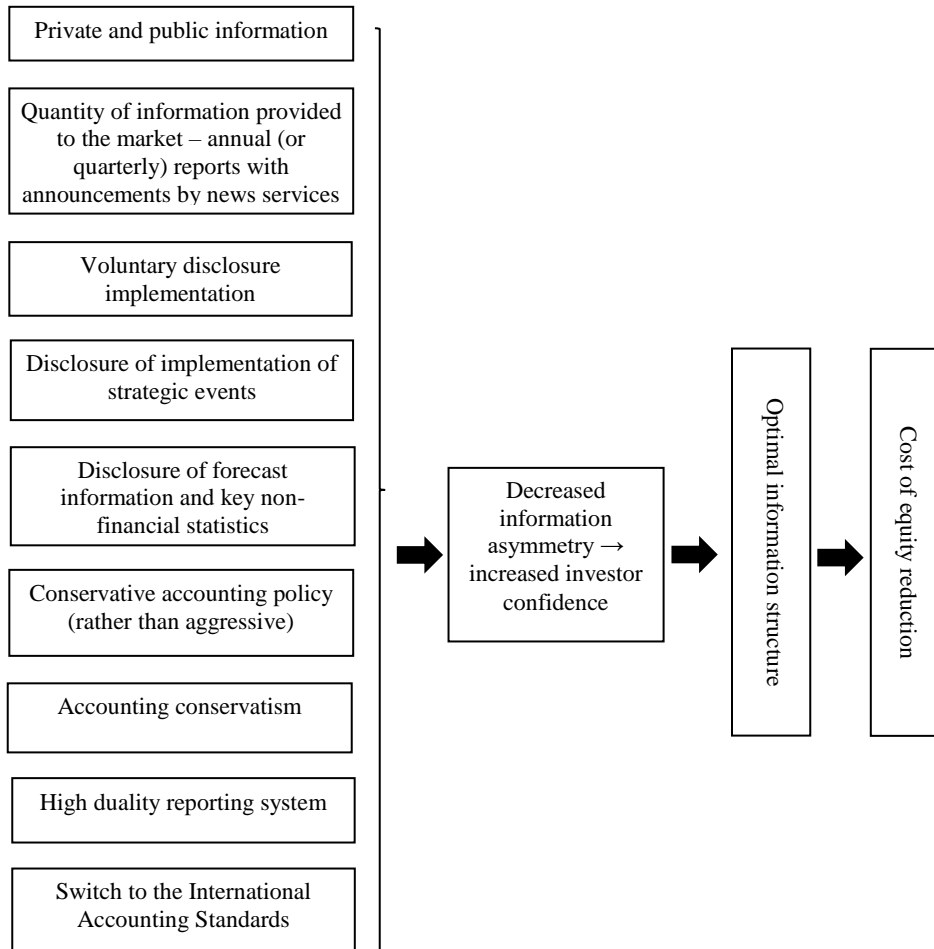 Private and public information
Quantity of information provided
to the market – annual (or
quarterly) reports with
announcements by news services
Voluntary disclosure
implementation
Disclosure of implementation of
strategic events
Disclosure of forecast
information and key non-
financial statistics
Conservative accounting policy
(rather than aggressive)
Accounting conservatism
High duality reporting system
Switch to the International
Accounting Standards
Decreased
information
asymmetry →
increased investor
confidence
Optimal information structure
Cost of equity reduction